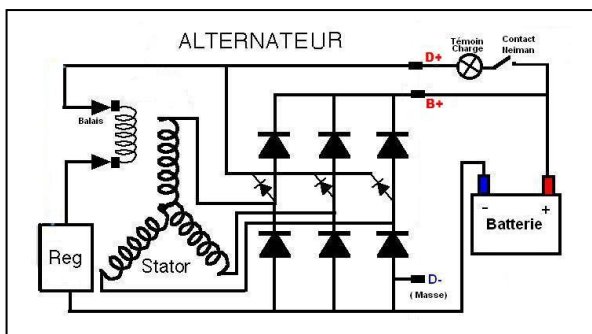 ALTERNATEUR
Témoin
Charge
Contact
Neiman
D+
B+
Balais
Reg
Stator
D-
( Masse)
- +
Batterie